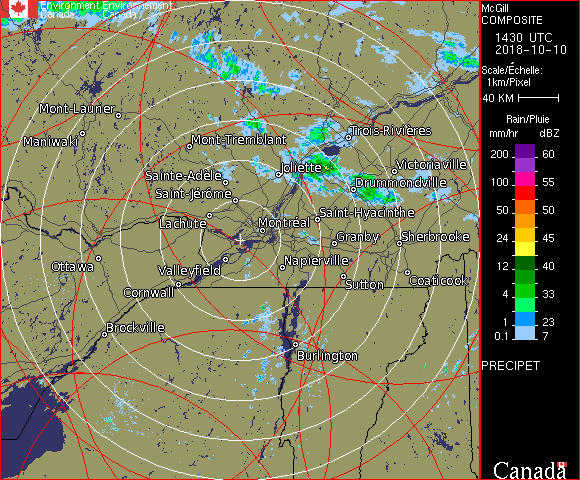 Environment Environnement
Canada Canada
Mont-Laurier
Maniwaki
Mont-Tremblant
Trois-Rivières
Sainte-Adèle
Joliette
Victoriaville
Saint-Jérôme
Drummondville
Lachute
Montréal
Saint-Hyacinthe
Ottawa
Valleyfield
Granby
Sherbrooke
Napierville
Cornwall
Sutton
Coaticook
Brockville
Burlington
McGill
COMPOSITE
1430 UTC
2018-10-10
Scale/Échelle:
1km/Pixel
40 KM
Rain/Pluie
mm/hr dBZ
200 60
100 55
50 50
24 45
12 40
4 33
1 23
0.1 7
PRECIPET
Canada